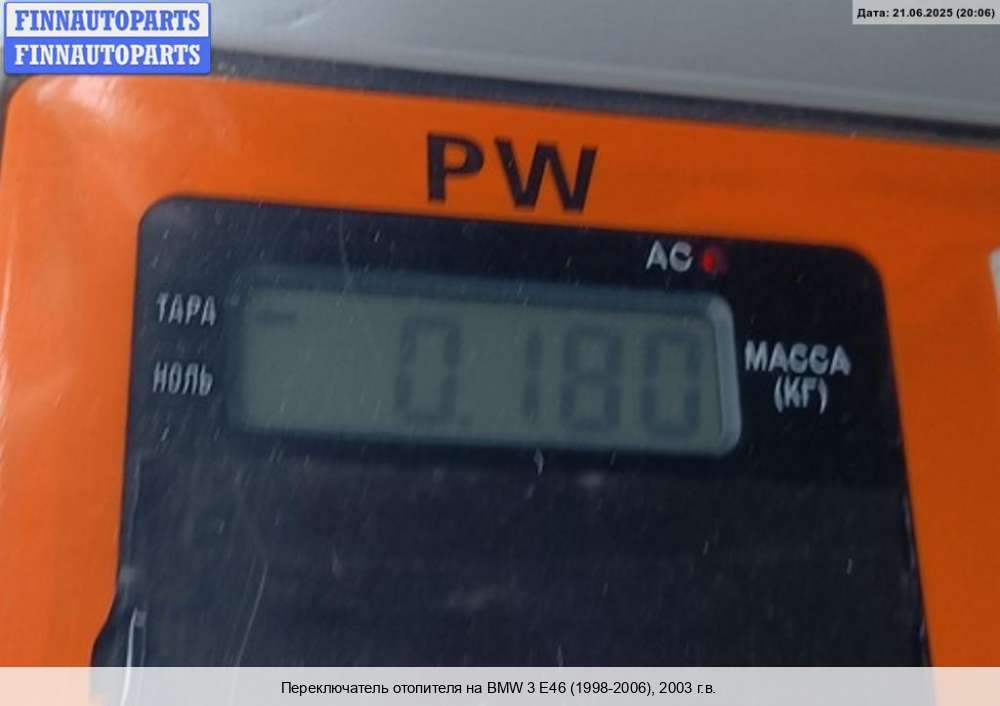 FINNAUTOPARTS
FINNAUTOPARTS
Дата: 21.06.2025 (20:06)
PW
AC
ТАРА
НОЛЬ
0.180
МАССА
(КГ)
Переключатель отопителя на BMW 3 E46 (1998-2006), 2003 г.в.